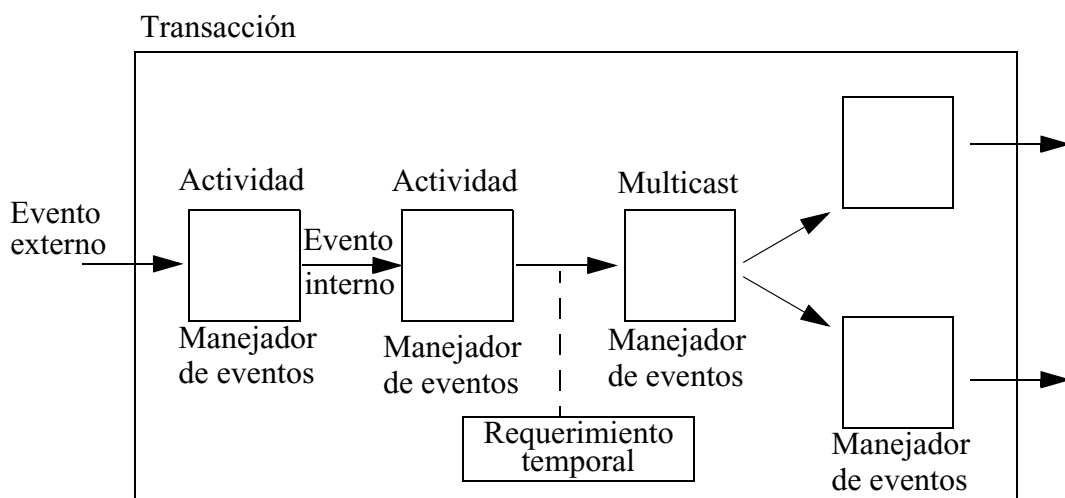 Transacción
Actividad
Actividad
Multicast
Evento
externo
Evento
interno
Manejador
de eventos
Manejador
de eventos
Manejador
de eventos
Requerimiento
temporal
Manejador
de eventos